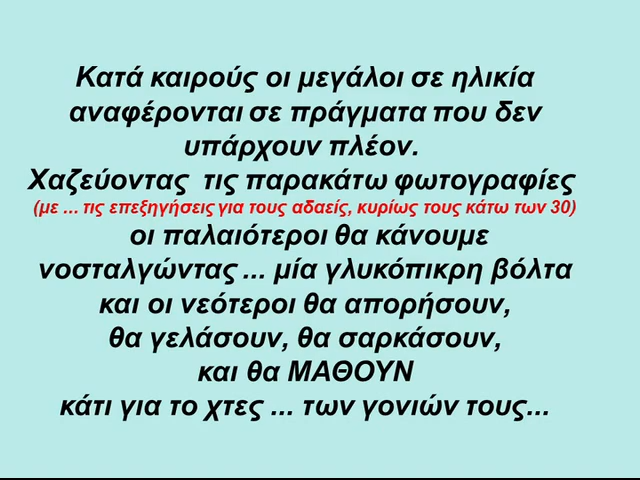 Κατά καιρούς οι μεγάλοι σε ηλικία
αναφέρονται σε πράγματα που δεν
υπάρχουν πλέον.
Χαζεύοντας τις παρακάτω φωτογραφίες
(με ... τις επεξηγήσεις για τους αδαείς, κυρίως τους κάτω των 30)
οι παλαιότεροι θα κάνουμε
νοσταλγώντας ... μία γλυκόπικρη βόλτα
και οι νεότεροι θα απορήσουν,
θα γελάσουν, θα σαρκάσουν,
και θα ΜΑΘΟΥΝ
κάτι για το χτες ... των γονιών τους...